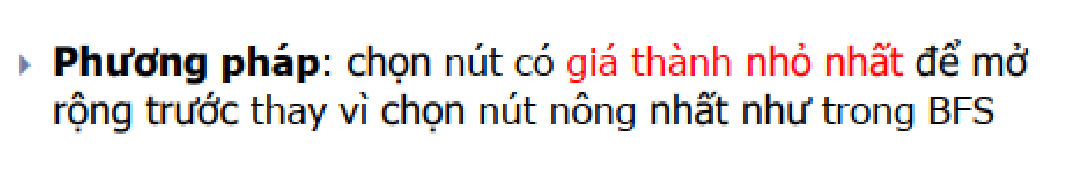 Phương pháp: chọn nút có giá thành nhỏ nhất để mở
rộng trước thay vì chọn nút nông nhất như trong BFS